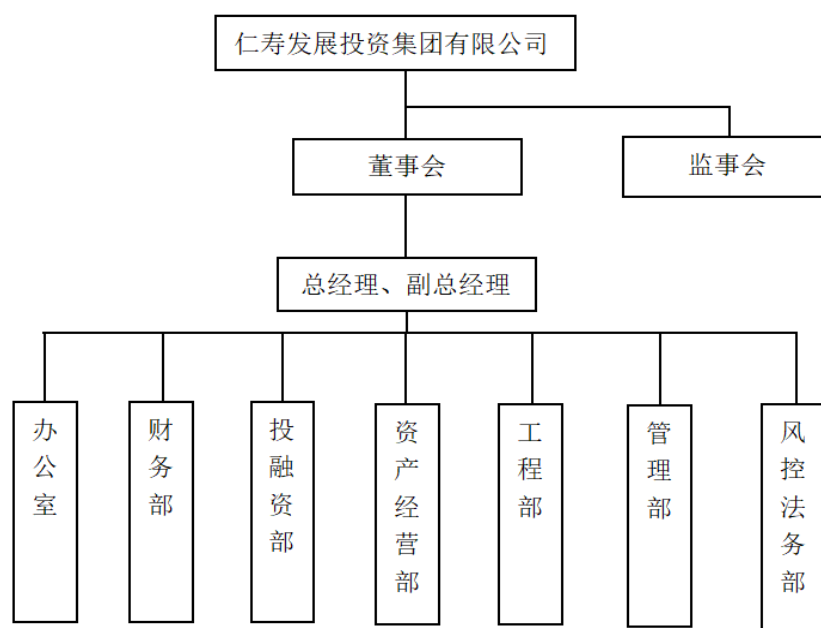 仁寿发展投资集团有限公司
董事会
监事会
总经理、副总经理
办公室
财务部
投融资部
资产经营部
工程部
管理部
风控法务部